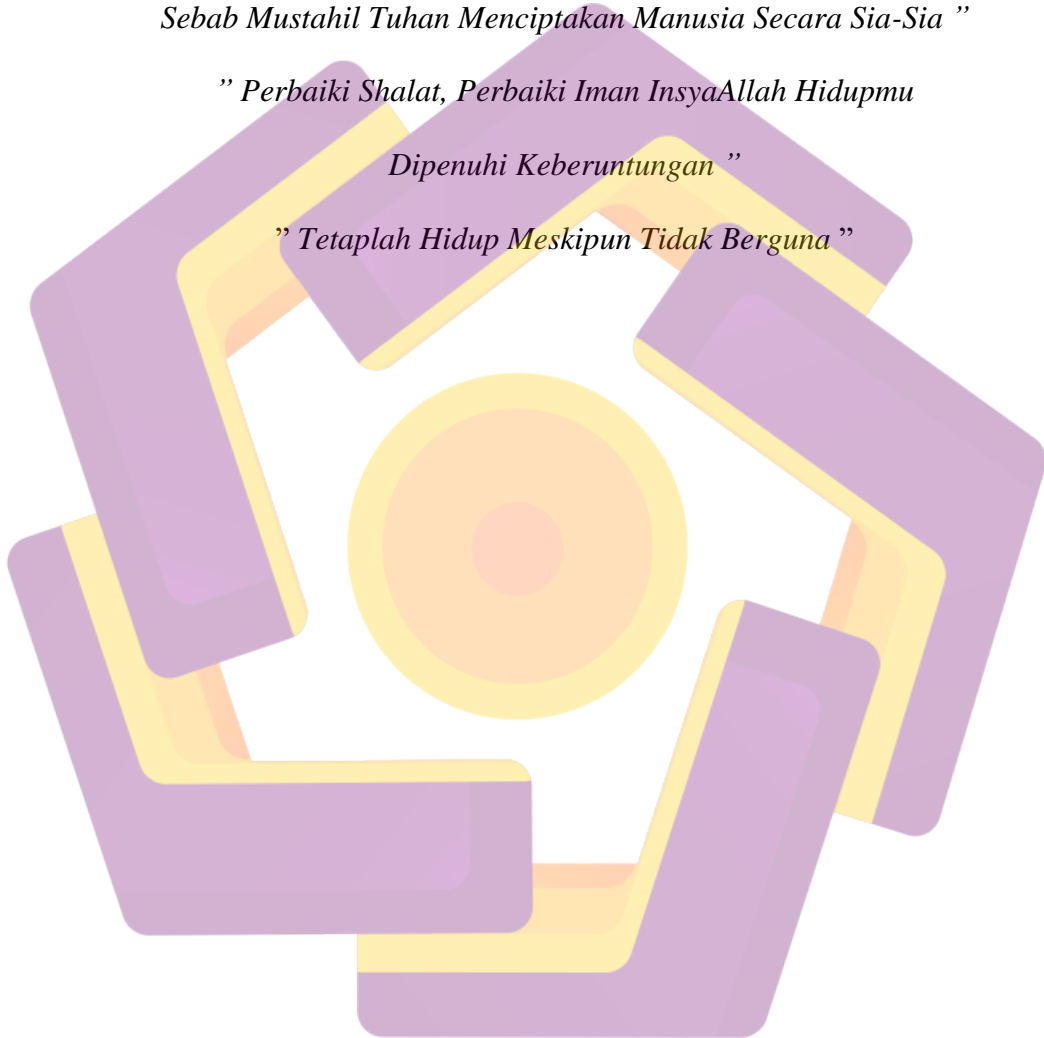 Sebab Mustahil Tuhan Menciptakan Manusia Secara Sia-Sia ”
” Perbaiki Shalat, Perbaiki Iman InsyaAllah Hidupmu
Dipenuhi Keberuntungan ”
” Tetaplah Hidup Meskipun Tidak Berguna ”